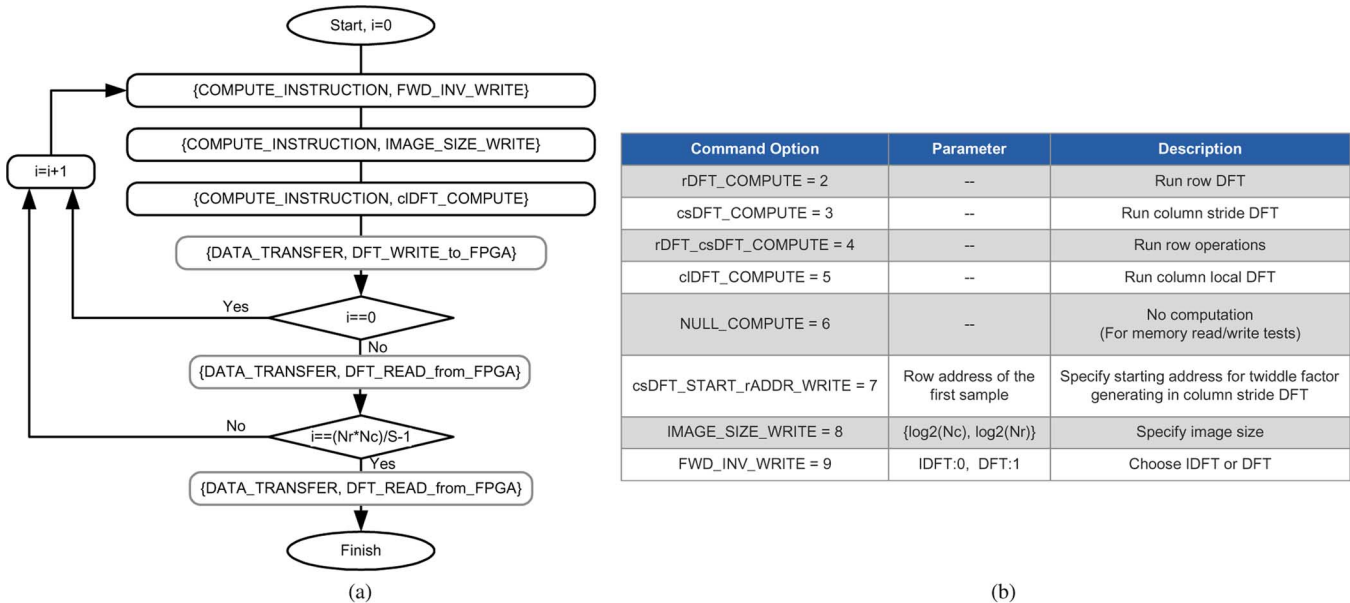 Start, i=0
{COMPUTE_INSTRUCTION, FWD_INV_WRITE}
{COMPUTE_INSTRUCTION, IMAGE_SIZE_WRITE}
i=i+1
{COMPUTE_INSTRUCTION, clDFT_COMPUTE}
{DATA_TRANSFER, DFT_WRITE_to_FPGA}
Yes
i==0
No
{DATA_TRANSFER, DFT_READ_from_FPGA}
No
i==(Nr*Nc)/S-1
Yes
{DATA_TRANSFER, DFT_READ_from_FPGA}
Finish
(a)
Command Option Parameter Description
rDFT_COMPUTE = 2 -- Run row DFT
csDFT_COMPUTE = 3 -- Run column stride DFT
rDFT_csDFT_COMPUTE = 4 -- Run row operations
clDFT_COMPUTE = 5 -- Run column local DFT
NULL_COMPUTE = 6 -- No computation
(For memory read/write tests)
csDFT_START_rADDR_WRITE = 7 Row address of the Specify starting address for twiddle factor
first sample generating in column stride DFT
IMAGE_SIZE_WRITE = 8 {log2(Nc), log2(Nr)} Specify image size
FWD_INV_WRITE = 9 IDFT:0, DFT:1 Choose IDFT or DFT
(b)